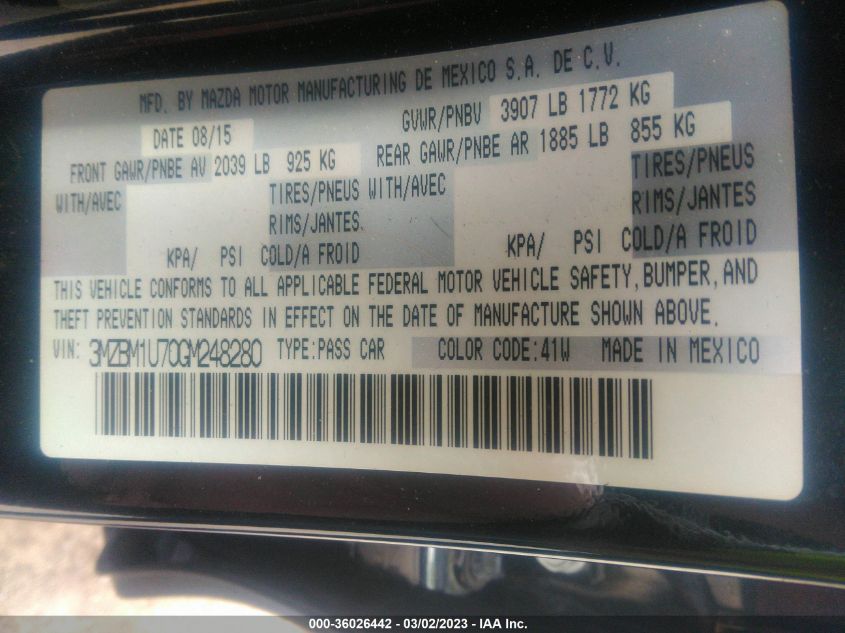 MFD. BY MAZDA MOTOR MANUFACTURING DE MEXICO S.A. DE C.V.
DATE 08/15 GVWR/PNBV 3907 LB 1772 KG
FRONT GAWR/PNBE AV 2039 LB 925 KG REAR GAWR/PNBE AR 1885 LB 855 KG
WITH/AVEC TIRES/PNEUS WITH/AVEC TIRES/PNEUS
RIMS/JANTES RIMS/JANTES
KPA/ PSI COLD/A FROID KPA/ PSI COLD/A FROID
THIS VEHICLE CONFORMS TO ALL APPLICABLE FEDERAL MOTOR VEHICLE SAFETY, BUMPER, AND
THEFT PREVENTION STANDARDS IN EFFECT ON THE DATE OF MANUFACTURE SHOWN ABOVE.
VIN: 3MZBM1U70GM248280 TYPE:PASS CAR COLOR CODE:41W MADE IN MEXICO
000-36026442 - 03/02/2023 - IAA Inc.